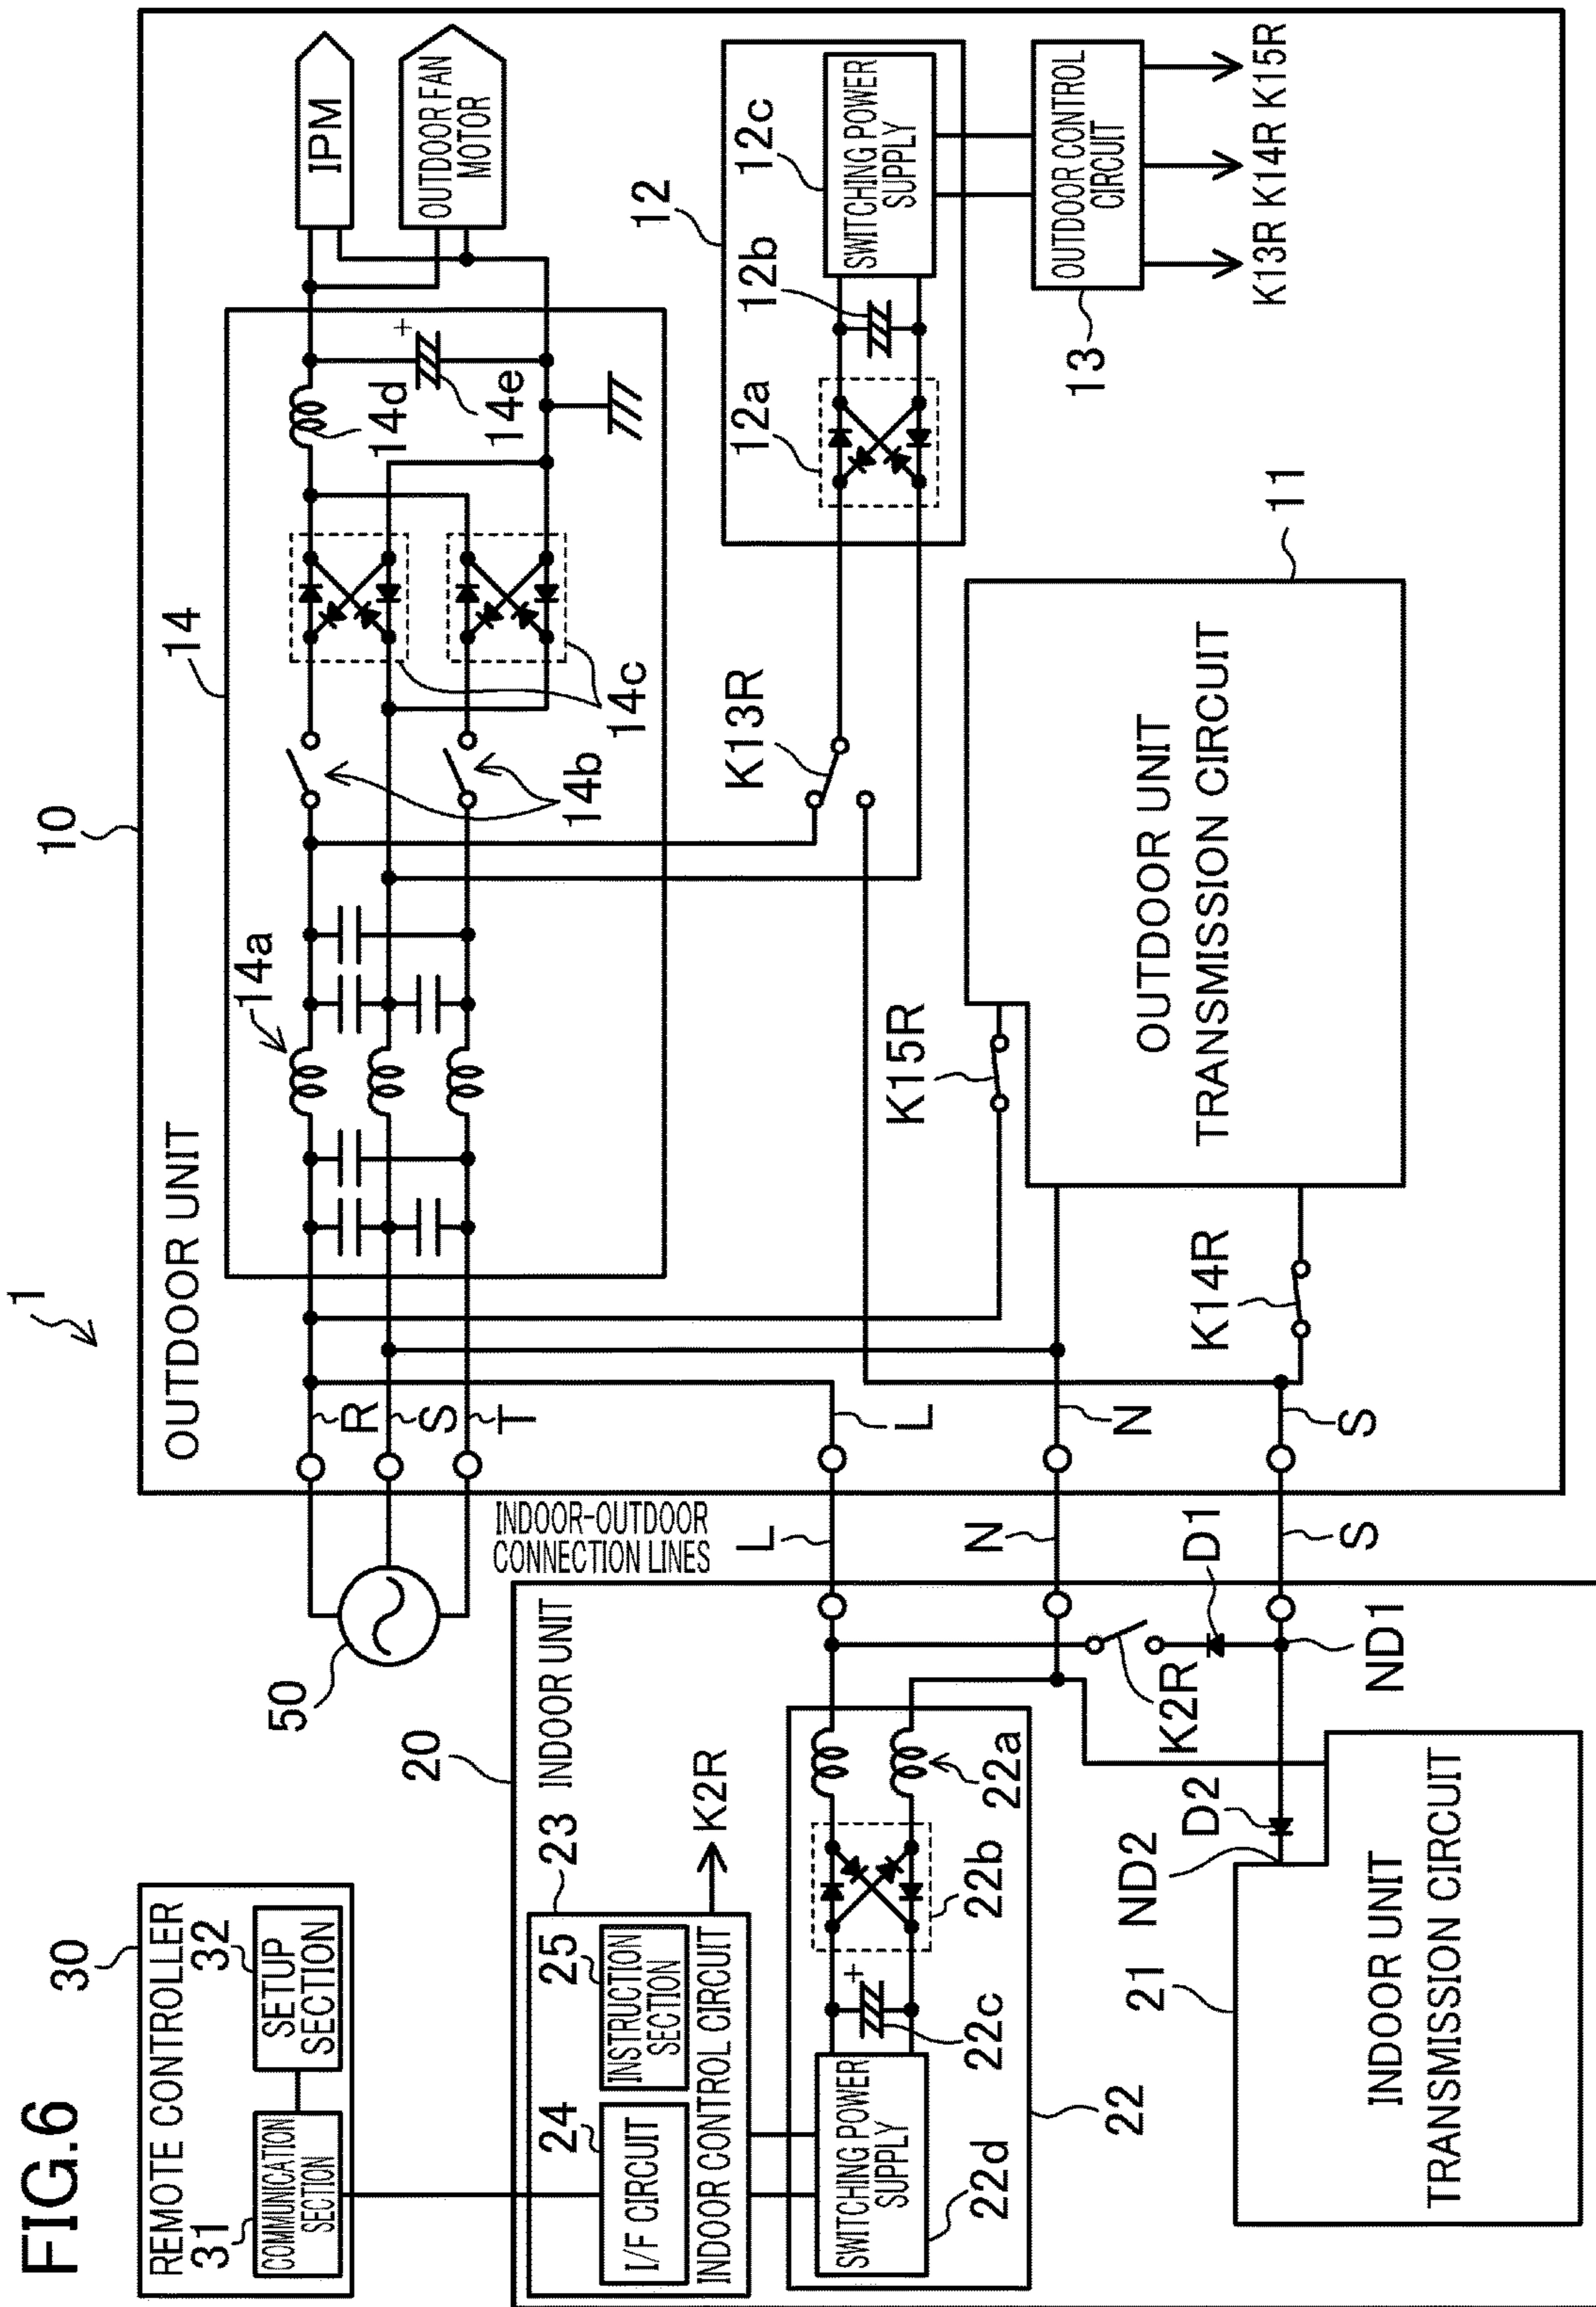 FIG.6
1
10
OUTDOOR UNIT
14
14a
14b
14c
14d
14e
IPM
OUTDOOR FAN
MOTOR
50
R
S
T
12
12a
12b
12c
SWITCHING POWER
SUPPLY
13
OUTDOOR CONTROL
CIRCUIT
K13R
K14R
K15R
K13R
K15R
K14R
11
OUTDOOR UNIT
TRANSMISSION CIRCUIT
L
N
S
INDOOR-OUTDOOR
CONNECTION LINES
L
N
S
30
REMOTE CONTROLLER
31
COMMUNICATION
SECTION
32
SETUP
SECTION
20
INDOOR UNIT
23
24
I/F CIRCUIT
25
INSTRUCTION
SECTION
INDOOR CONTROL CIRCUIT
K2R
SWITCHING POWER
SUPPLY
22d
22c
+
22b
22a
22
K2R
D1
ND1
D2
ND2
21
INDOOR UNIT
TRANSMISSION CIRCUIT
+